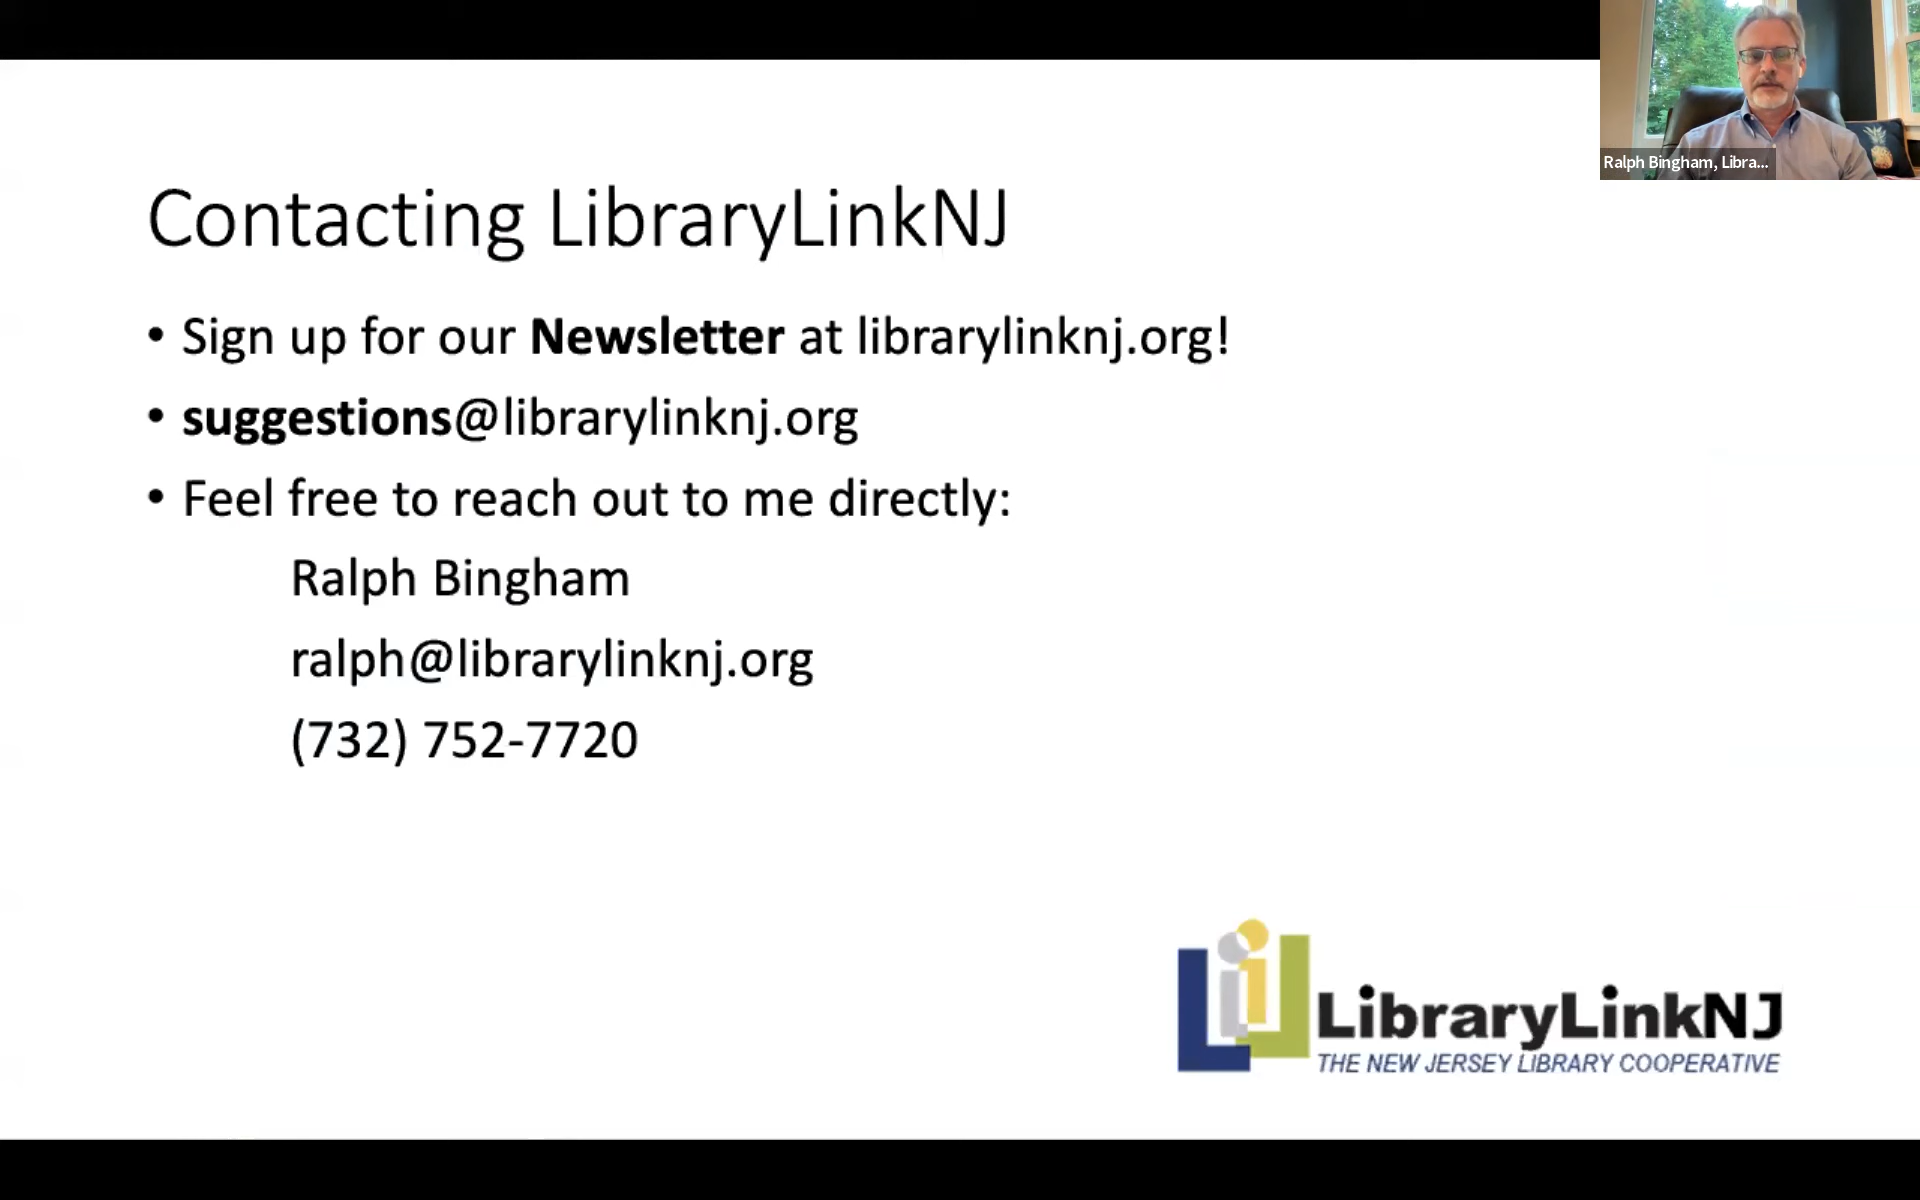 Ralph Bingham, Libra...
Contacting LibraryLinkNJ
• Sign up for our Newsletter at librarylinknj.org!
• suggestions@librarylinknj.org
• Feel free to reach out to me directly:
Ralph Bingham
ralph@librarylinknj.org
(732) 752-7720
LibraryLinkNJ
THE NEW JERSEY LIBRARY COOPERATIVE